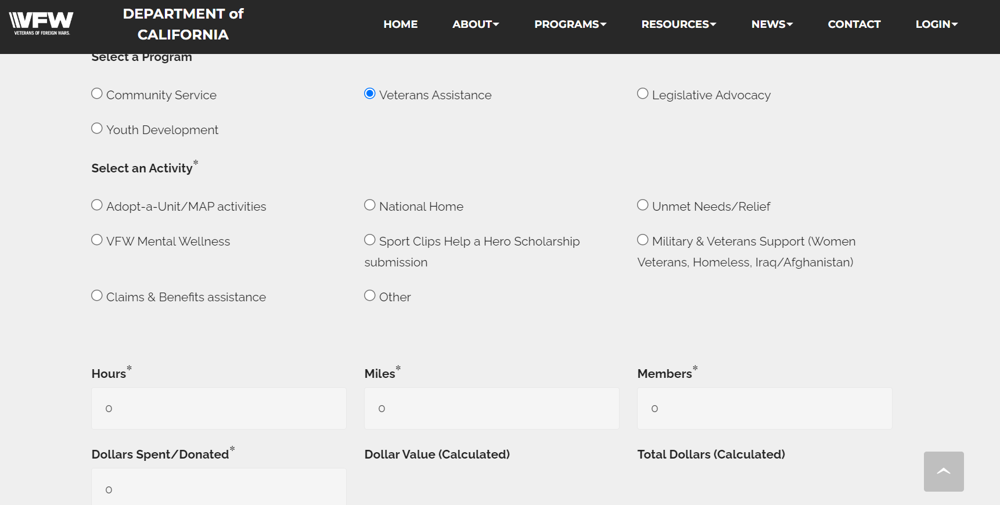 VFW
VETERANS OF FOREIGN WARS.
DEPARTMENT of
CALIFORNIA
HOME ABOUT PROGRAMS RESOURCES NEWS CONTACT LOGIN
Select a Program
Community Service Veterans Assistance Legislative Advocacy
Youth Development
Select an Activity*
Adopt-a-Unit/MAP activities National Home Unmet Needs/Relief
VFW Mental Wellness Sport Clips Help a Hero Scholarship Military & Veterans Support (Women
submission Veterans, Homeless, Iraq/Afghanistan)
Claims & Benefits assistance Other
Hours* Miles* Members*
0 0 0
Dollars Spent/Donated* Dollar Value (Calculated) Total Dollars (Calculated)
0